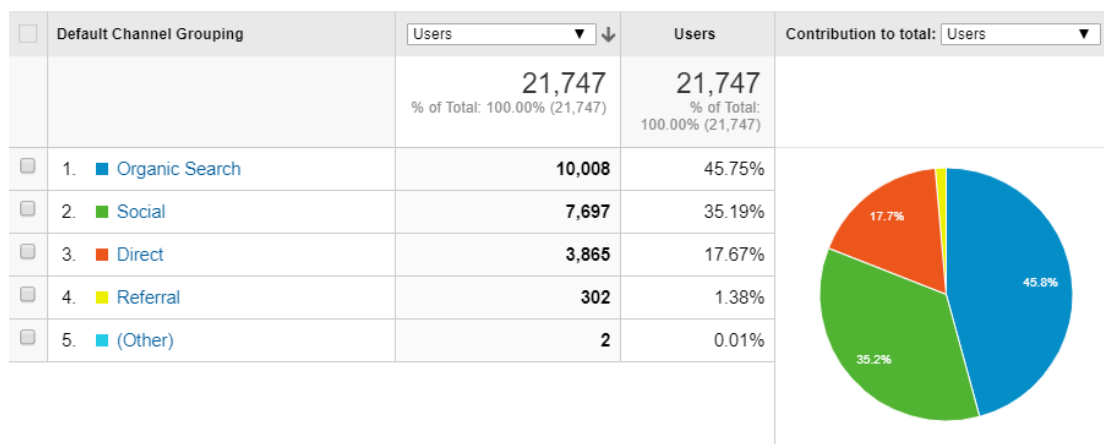 Default Channel Grouping Users Users Contribution to total: Users
21,747 21,747
% of Total: 100.00% (21,747) % of Total:
100.00% (21,747)
1. Organic Search 10,008 45.75%
2. Social 7,697 35.19%
3. Direct 3,865 17.67%
4. Referral 302 1.38%
5. (Other) 2 0.01%
17.7%
45.8%
35.2%